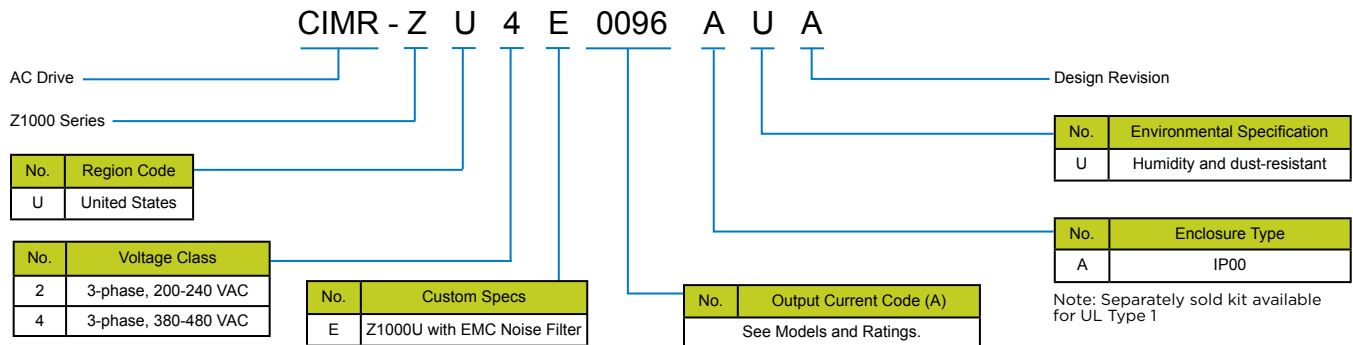 CIMR - Z U 4 E 0096 A U A
AC Drive
Design Revision
Z1000 Series
No. Environmental Specification
U Humidity and dust-resistant
No. Region Code
U United States
No. Enclosure Type
A IP00
Note: Separately sold kit available
for UL Type 1
No. Voltage Class
2 3-phase, 200-240 VAC
4 3-phase, 380-480 VAC
No. Custom Specs
E Z1000U with EMC Noise Filter
No. Output Current Code (A)
See Models and Ratings.